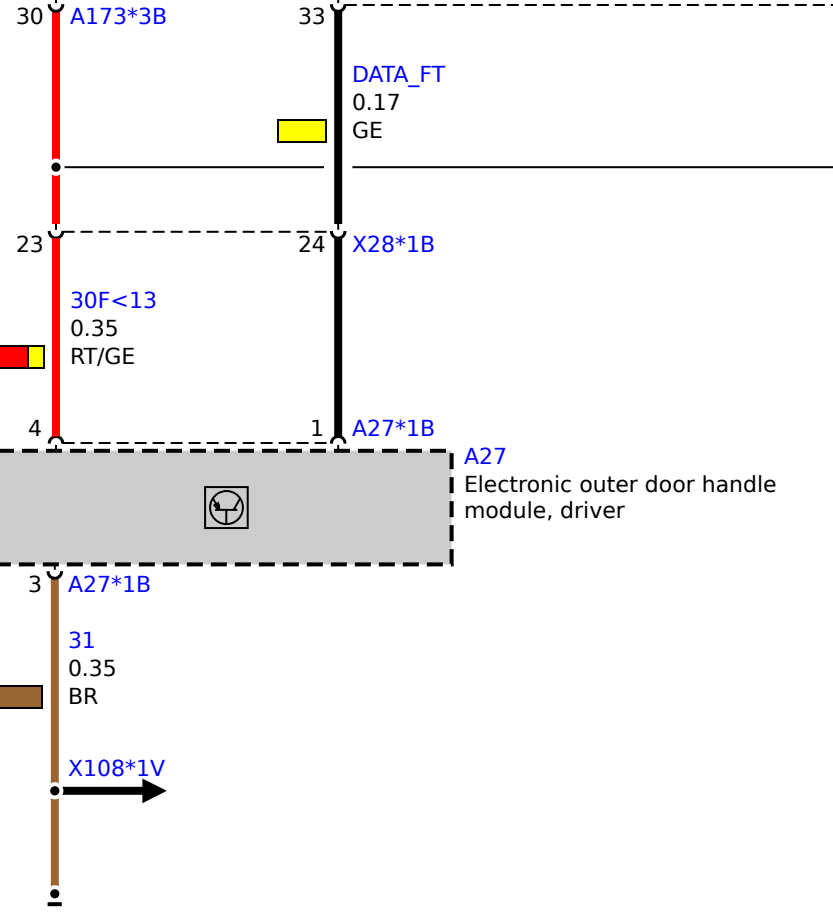 30 A173*3B 33
DATA_FT
0.17
GE
23 24 X28*1B
30F<13
0.35
RT/GE
4 1 A27*1B
A27
Electronic outer door handle
module, driver
3 A27*1B
31
0.35
BR
X108*1V